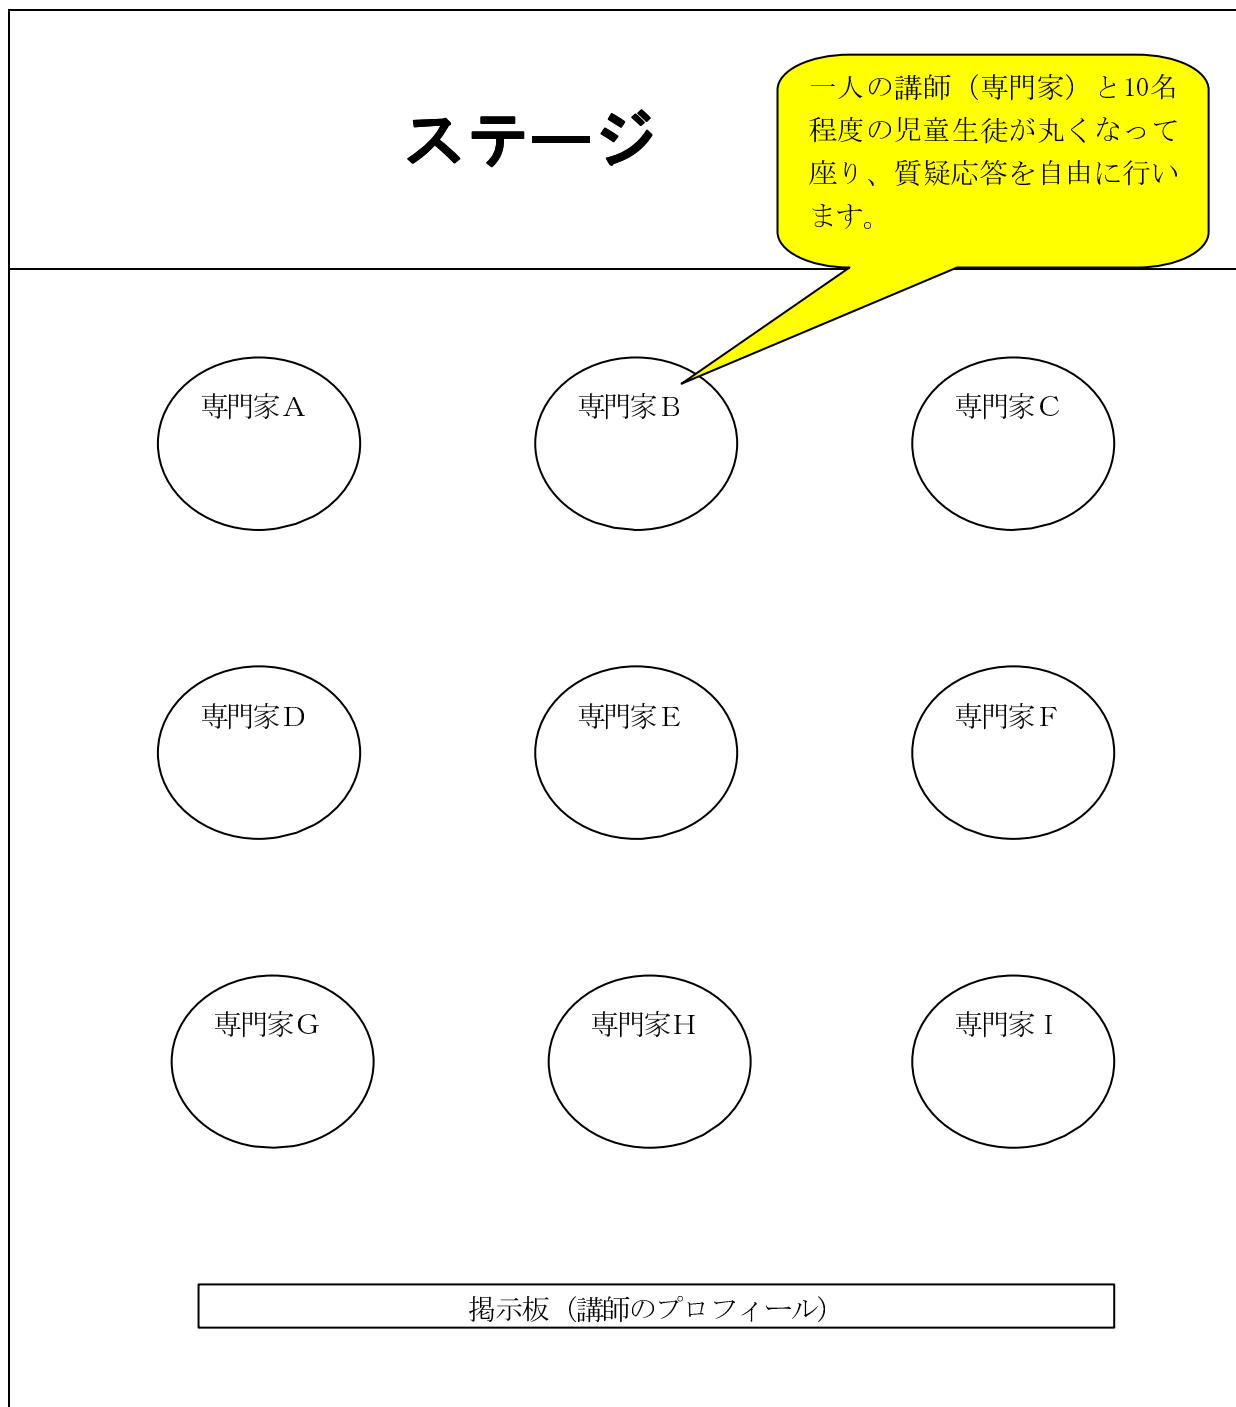 ステージ
一人の講師（専門家）と10名
程度の児童生徒が丸くなって
座り、質疑応答を自由に行い
ます。
専門家Ａ
専門家Ｂ
専門家Ｃ
専門家Ｄ
専門家Ｅ
専門家Ｆ
専門家Ｇ
専門家Ｈ
専門家Ｉ
掲示板（講師のプロフィール）